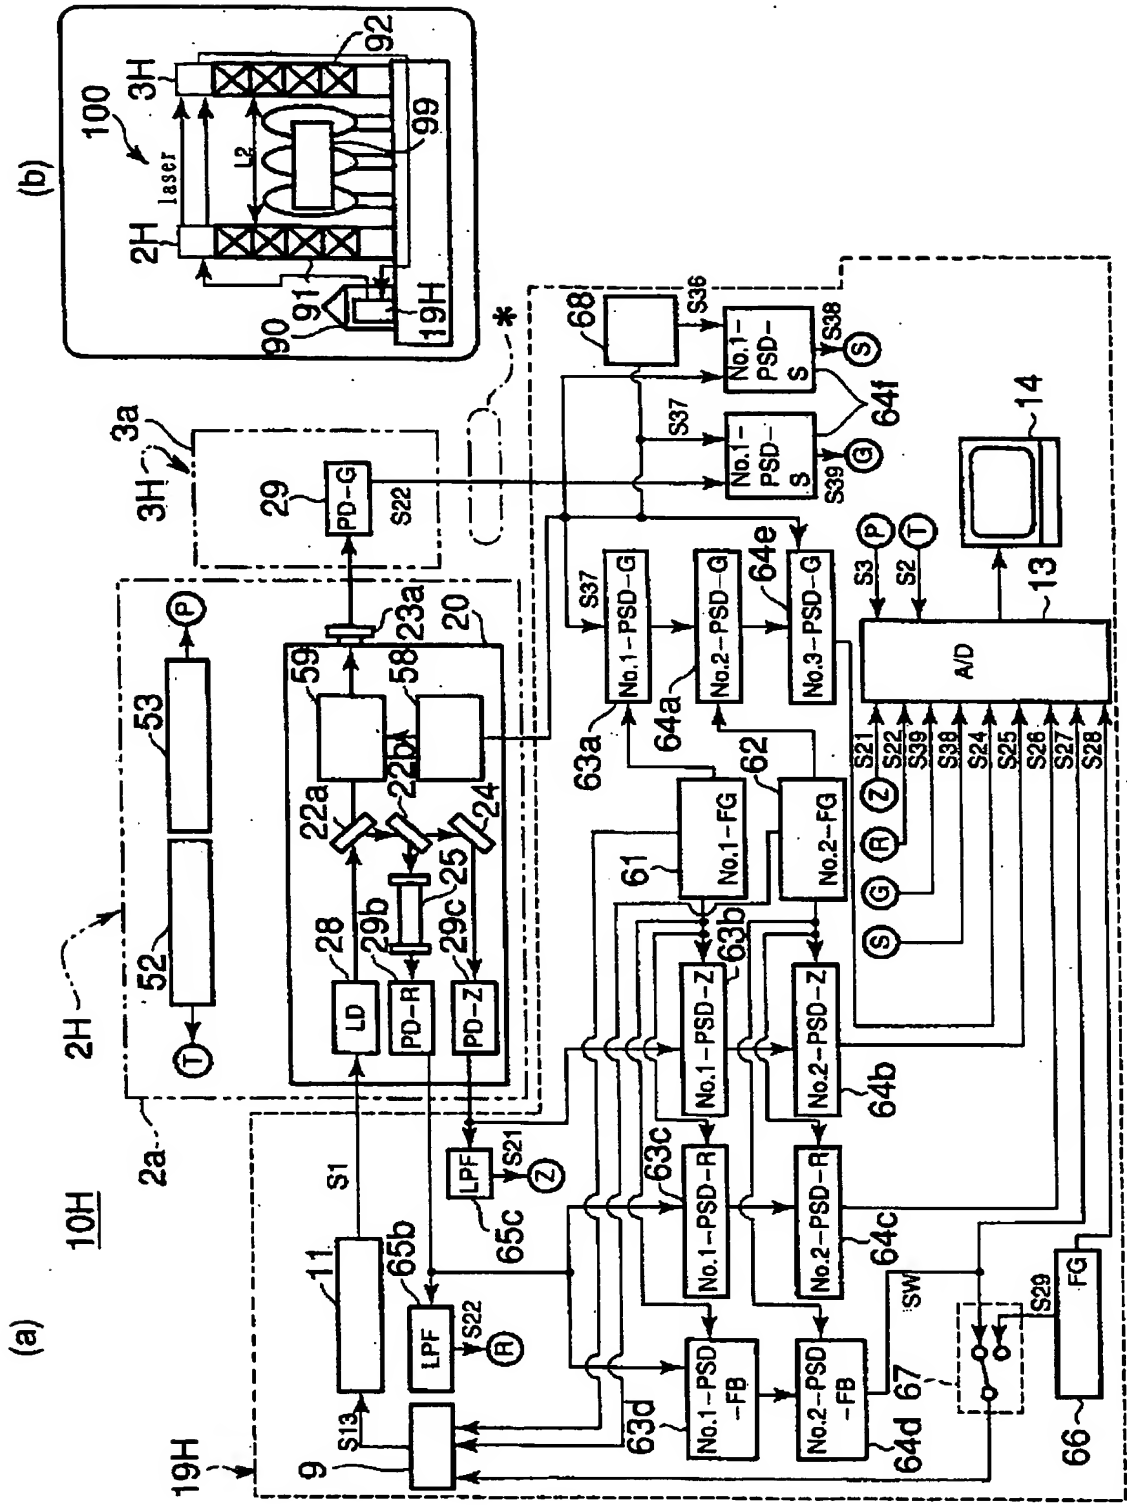 (a)
10H
(b)
100
laser
2H
3H
L2
92
91
99
90
19H
2H
2a
3H
3a
52
53
T
P
59
58
22a
22b
23a
20
24
25
28
LD
29b
PD-R
29c
PD-Z
29
PD-G
S22
*
19H
S1
11
S13
9
65b
LPF
S22
R
65c
LPF
S21
Z
68
S36
S37
No.1-
PSD-
S
No.1-
PSD-
S
S38
S
S39
G
64f
S37
63a
No.1-PSD-G
64a
No.2-PSD-G
64e
No.3-PSD-G
61
No.1-FG
62
No.2-FG
63b
No.1-PSD-Z
No.2-PSD-Z
64b
63c
No.1-PSD-R
No.2-PSD-R
64c
63d
No.1-PSD
-FB
No.2-PSD
-FB
64d
SW
67
S29
FG
66
S3
P
S2
T
14
13
A/D
Z
R
G
S
S21
S22
S39
S38
S24
S25
S26
S27
S28